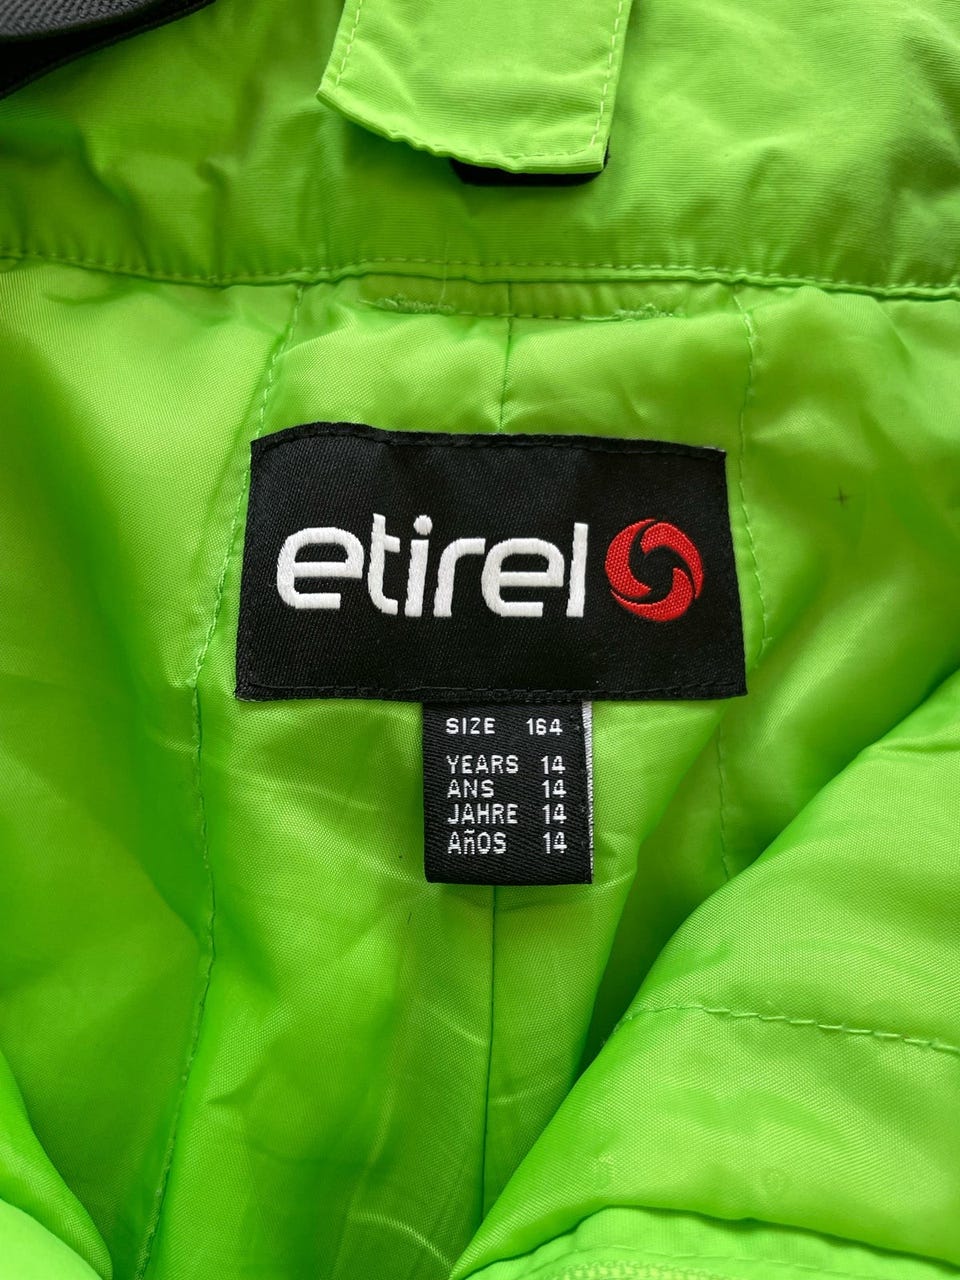 etirel
SIZE 164
YEARS 14
ANS 14
JAHRE 14
AÑOS 14